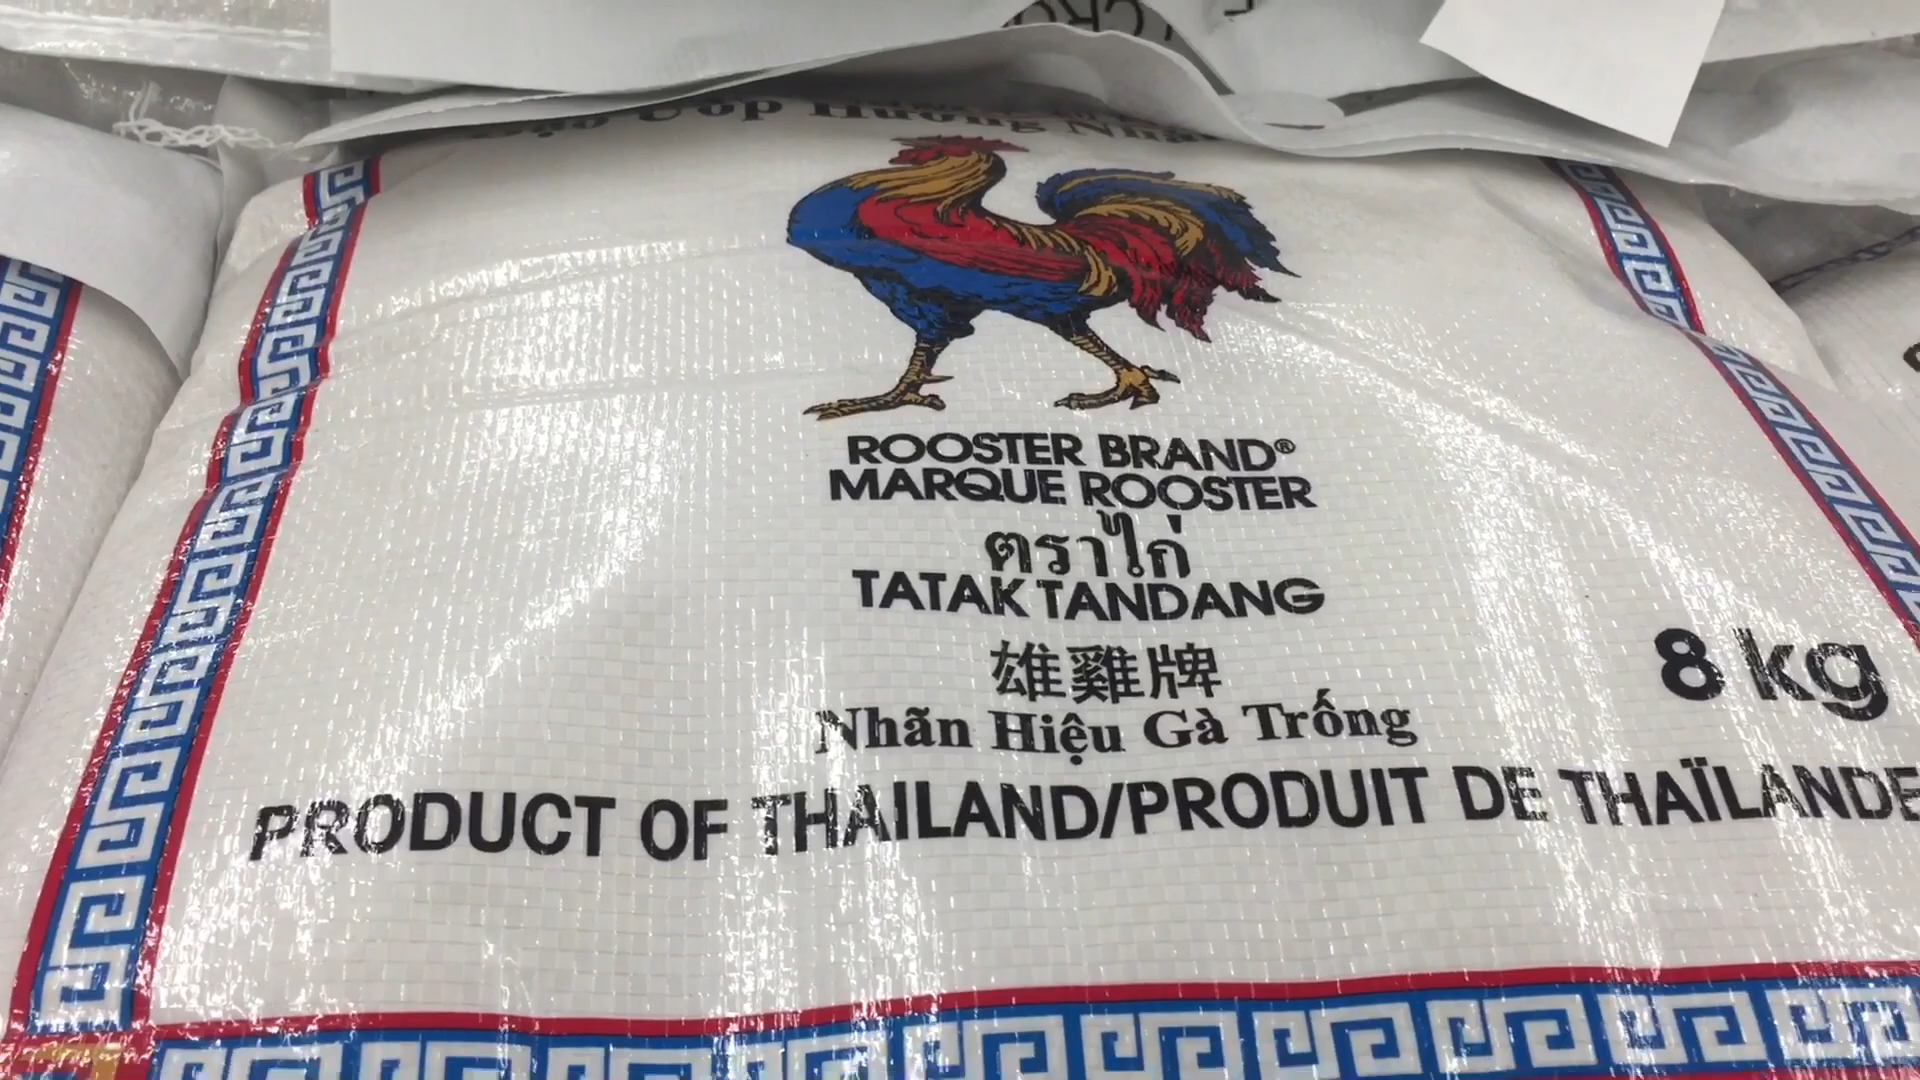 ROOSTER BRAND®
MARQUE ROOSTER
ตราไก่
TATAK TANDANG
雄雞牌
Nhãn Hiệu Gà Trống
8 kg
PRODUCT OF THAILAND/PRODUIT DE THAÏLANDE